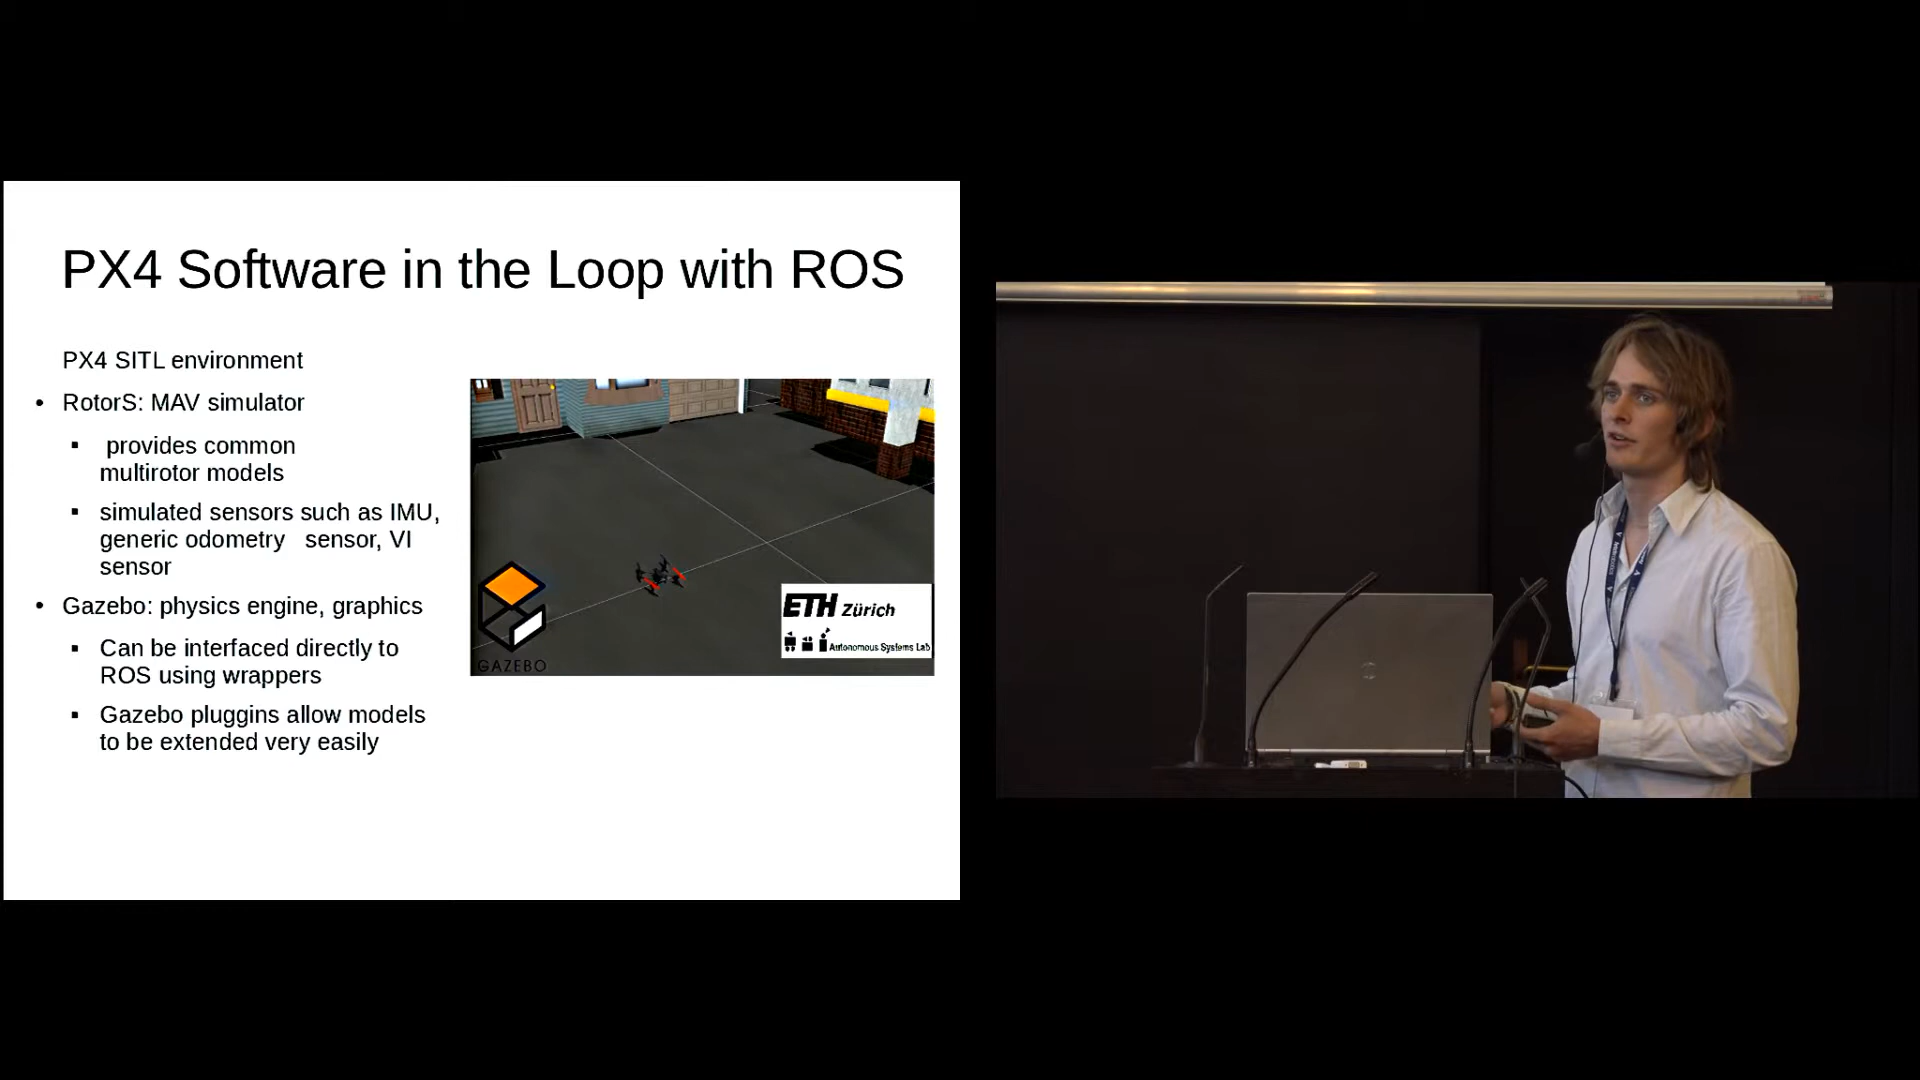 PX4 Software in the Loop with ROS
PX4 SITL environment
• RotorS: MAV simulator
▪ provides common
multirotor models
▪ simulated sensors such as IMU,
generic odometry sensor, VI
sensor
• Gazebo: physics engine, graphics
▪ Can be interfaced directly to
ROS using wrappers
▪ Gazebo pluggins allow models
to be extended very easily
GAZEBO
ETH Zürich
Autonomous Systems Lab